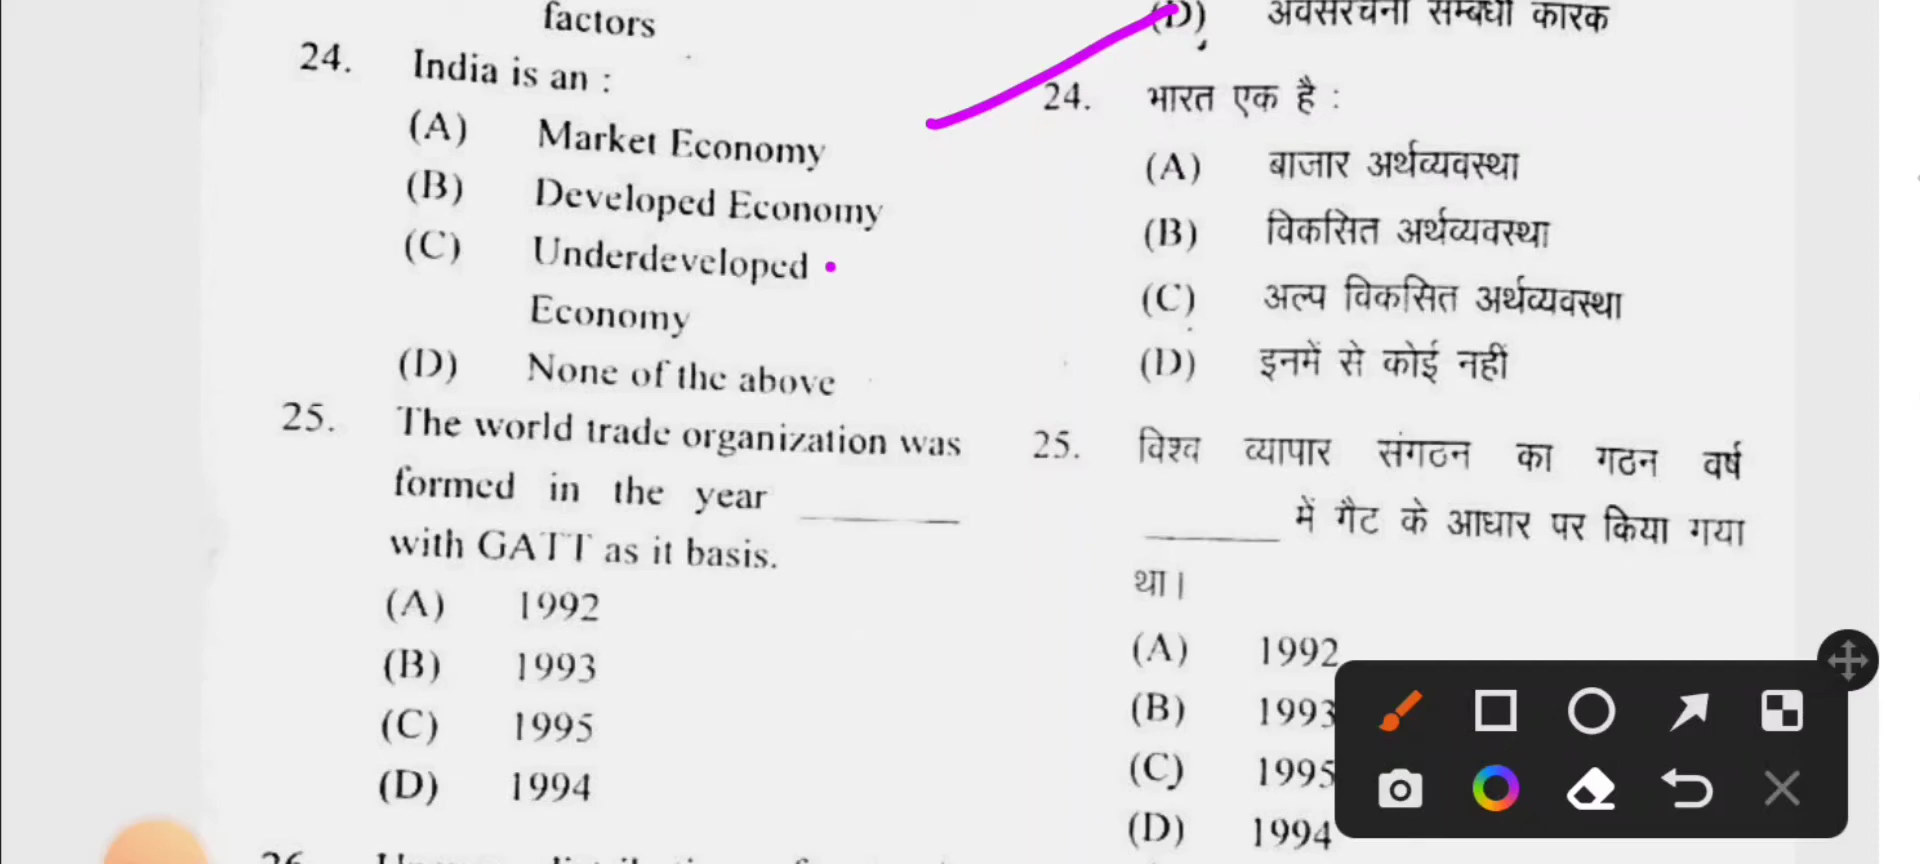 factors
24. India is an :
(A) Market Economy
(B) Developed Economy
(C) Underdeveloped
Economy
(D) None of the above
25. The world trade organization was
formed in the year ______
with GATT as it basis.
(A) 1992
(B) 1993
(C) 1995
(D) 1994
26.
(D) अवसंरचना सम्बंधी कारक
24. भारत एक है :
(A) बाजार अर्थव्यवस्था
(B) विकसित अर्थव्यवस्था
(C) अल्प विकसित अर्थव्यवस्था
(D) इनमें से कोई नहीं
25. विश्व व्यापार संगठन का गठन वर्ष
______ में गैट के आधार पर किया गया
था।
(A) 1992
(B) 1993
(C) 1995
(D) 1994